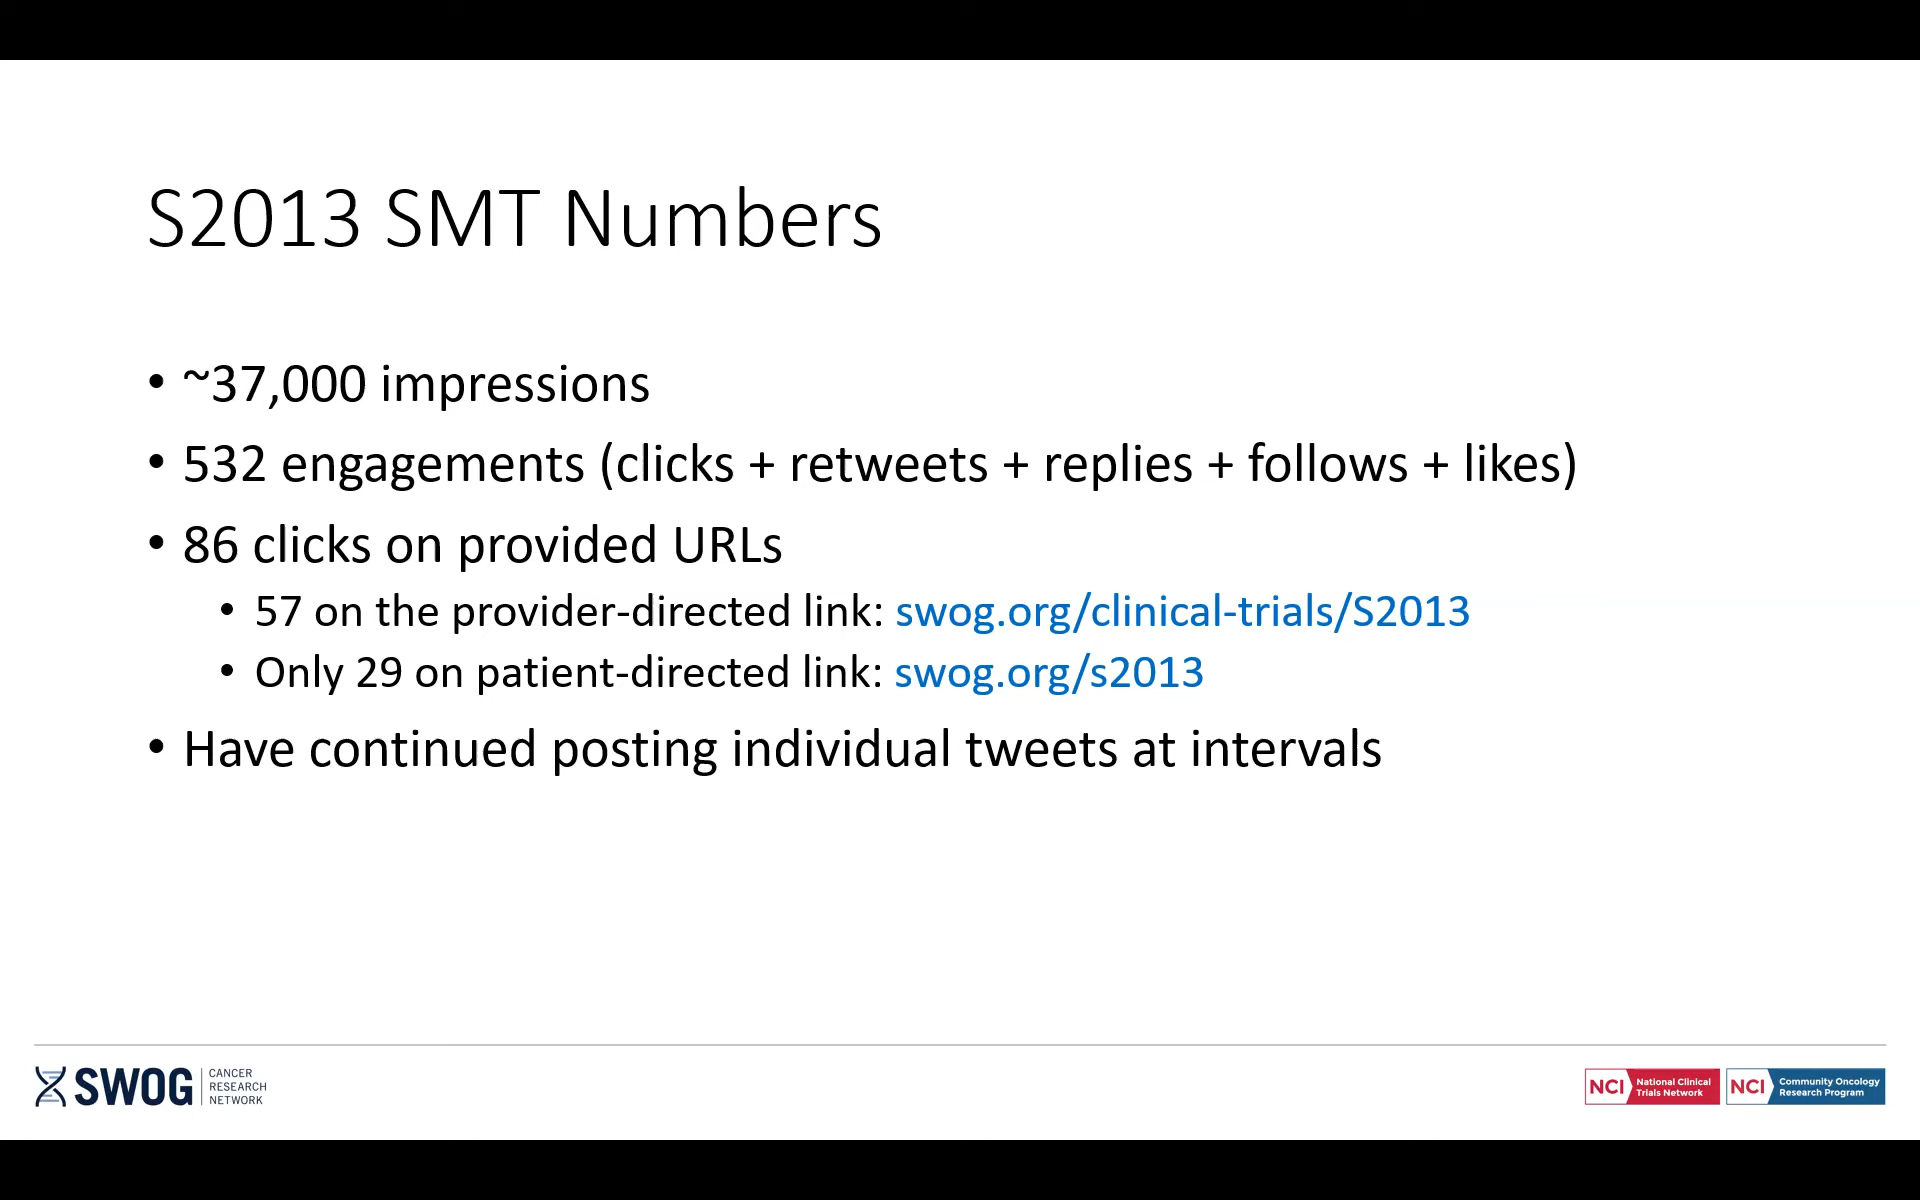 S2013 SMT Numbers
• ~37,000 impressions
• 532 engagements (clicks + retweets + replies + follows + likes)
• 86 clicks on provided URLs
• 57 on the provider-directed link: swog.org/clinical-trials/S2013
• Only 29 on patient-directed link: swog.org/s2013
• Have continued posting individual tweets at intervals
SWOG
CANCER
RESEARCH
NETWORK
NCI
National Clinical
Trials Network
NCI
Community Oncology
Research Program